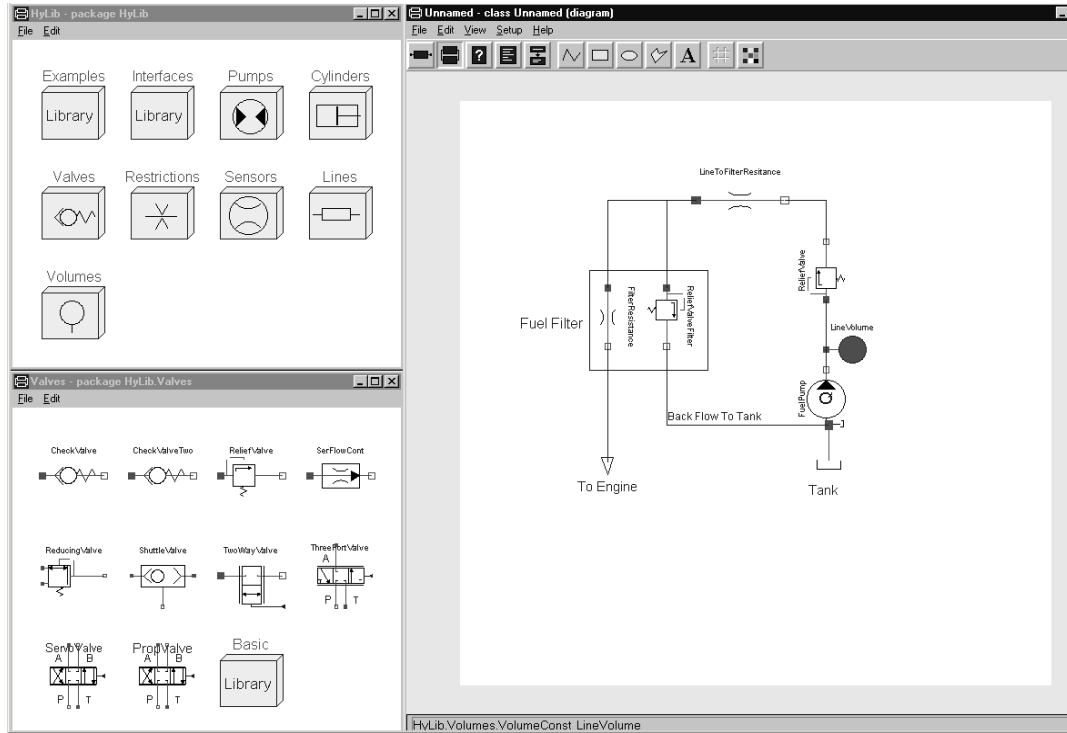 HyLib - package HyLib
File Edit
Examples Interfaces Pumps Cylinders
Library Library
Valves Restrictions Sensors Lines
Volumes
Valves - package HyLib.Valves
File Edit
CheckValve CheckValveTwo ReliefValve SerFlowCont
ReducingValve ShuttleValve TwoWayValve ThreePortValve
A
P T
ServoValve PropValve Basic
A B A B
Library
P T P T
Unnamed - class Unnamed (diagram)
File Edit View Setup Help
? A
LineToFilterResitance
ReliefValve
FilterResistance
ReliefValveFilter
Fuel Filter
LineVolume
FuelPump
Back Flow To Tank
To Engine
Tank
HyLib.Volumes.VolumeConst LineVolume